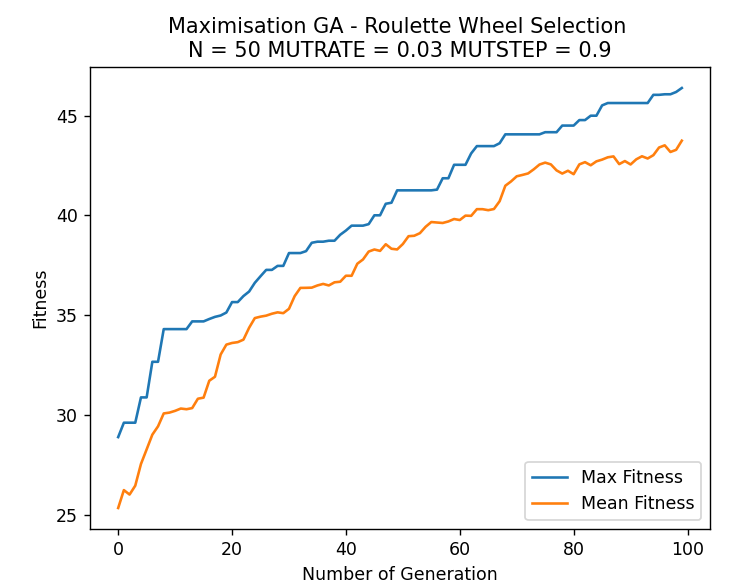 Maximisation GA - Roulette Wheel Selection
N = 50 MUTRATE = 0.03 MUTSTEP = 0.9
45
40
35
30
25
Fitness
Max Fitness
Mean Fitness
0 20 40 60 80 100
Number of Generation